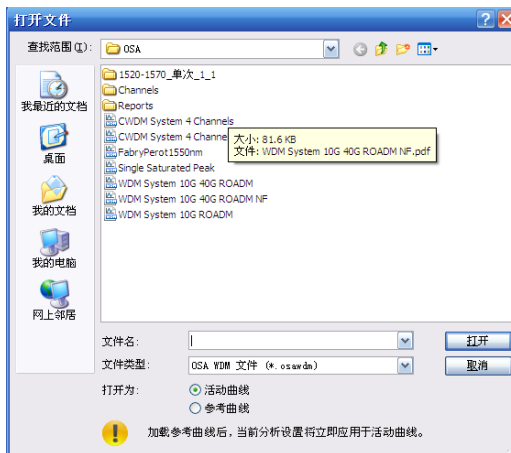 打开文件
查找范围(I):
OSA
我最近的文档
桌面
我的文档
我的电脑
网上邻居
1520-1570_单次_1_1
Channels
Reports
CWDM System 4 Channels
CWDM System 4 Channe
FabryPerot1550nm
Single Saturated Peak
WDM System 10G 40G ROADM
WDM System 10G 40G ROADM NF
WDM System 10G ROADM
大小: 81.6 KB
文件: WDM System 10G 40G ROADM NF.pdf
文件名:
打开
文件类型:
OSA WDM 文件 (*.osawdm)
取消
打开为:
活动曲线
参考曲线
加载参考曲线后，当前分析设置将立即应用于活动曲线。